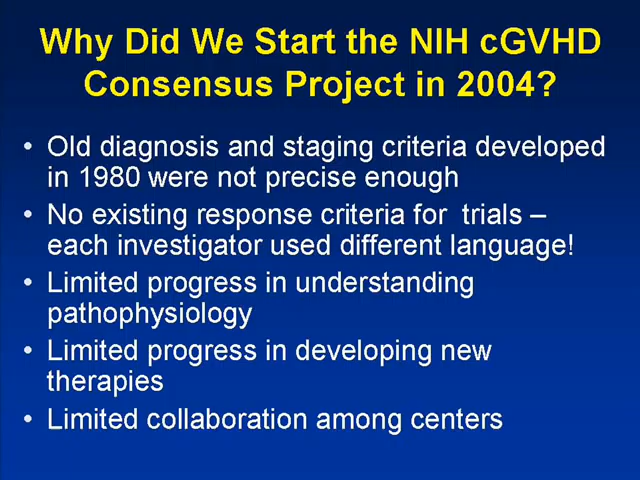 Why Did We Start the NIH cGVHD
Consensus Project in 2004?
• Old diagnosis and staging criteria developed
in 1980 were not precise enough
• No existing response criteria for trials –
each investigator used different language!
• Limited progress in understanding
pathophysiology
• Limited progress in developing new
therapies
• Limited collaboration among centers